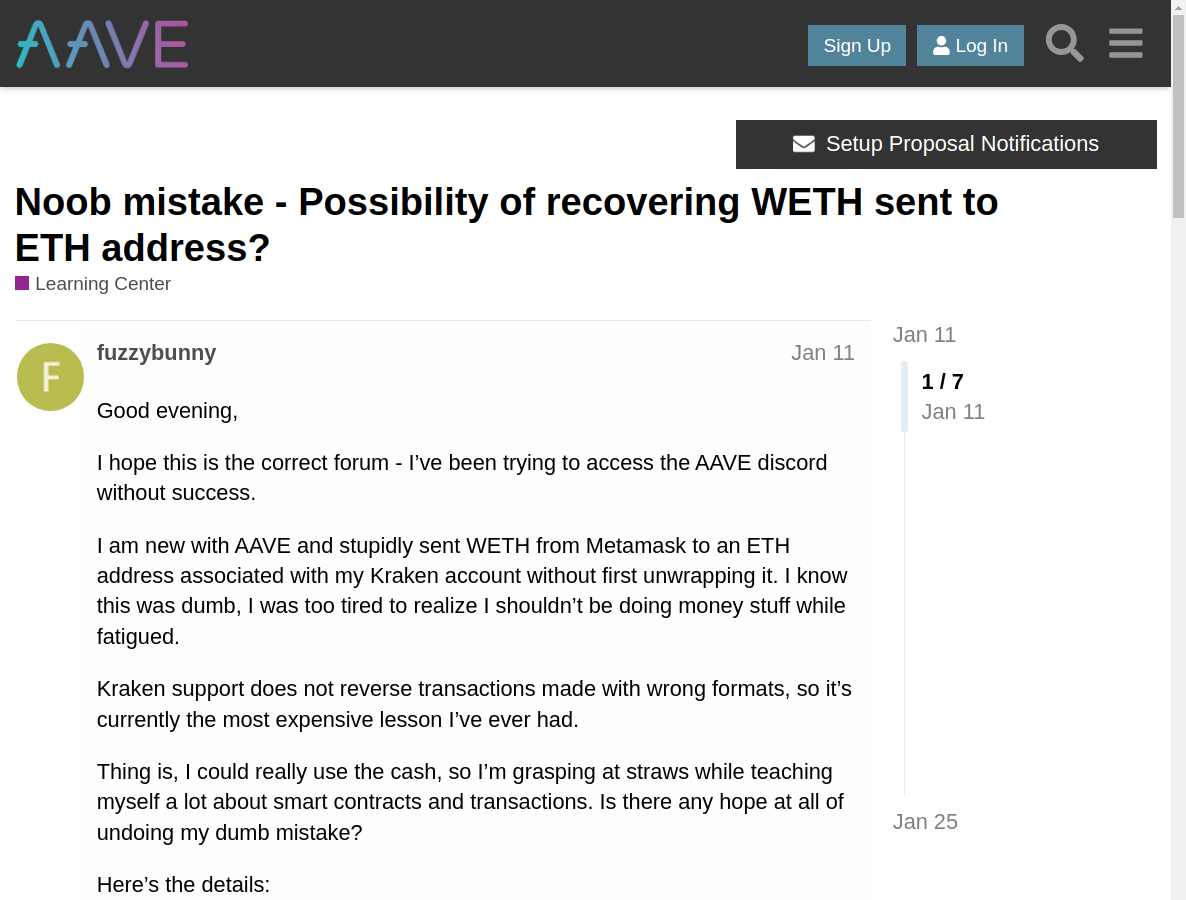 AAVE
Sign Up
Log In
Setup Proposal Notifications
Noob mistake - Possibility of recovering WETH sent to
ETH address?
Learning Center
F
fuzzybunny
Jan 11
Good evening,
I hope this is the correct forum - I’ve been trying to access the AAVE discord
without success.
I am new with AAVE and stupidly sent WETH from Metamask to an ETH
address associated with my Kraken account without first unwrapping it. I know
this was dumb, I was too tired to realize I shouldn’t be doing money stuff while
fatigued.
Kraken support does not reverse transactions made with wrong formats, so it’s
currently the most expensive lesson I’ve ever had.
Thing is, I could really use the cash, so I’m grasping at straws while teaching
myself a lot about smart contracts and transactions. Is there any hope at all of
undoing my dumb mistake?
Here’s the details:
Jan 11
1 / 7
Jan 11
Jan 25